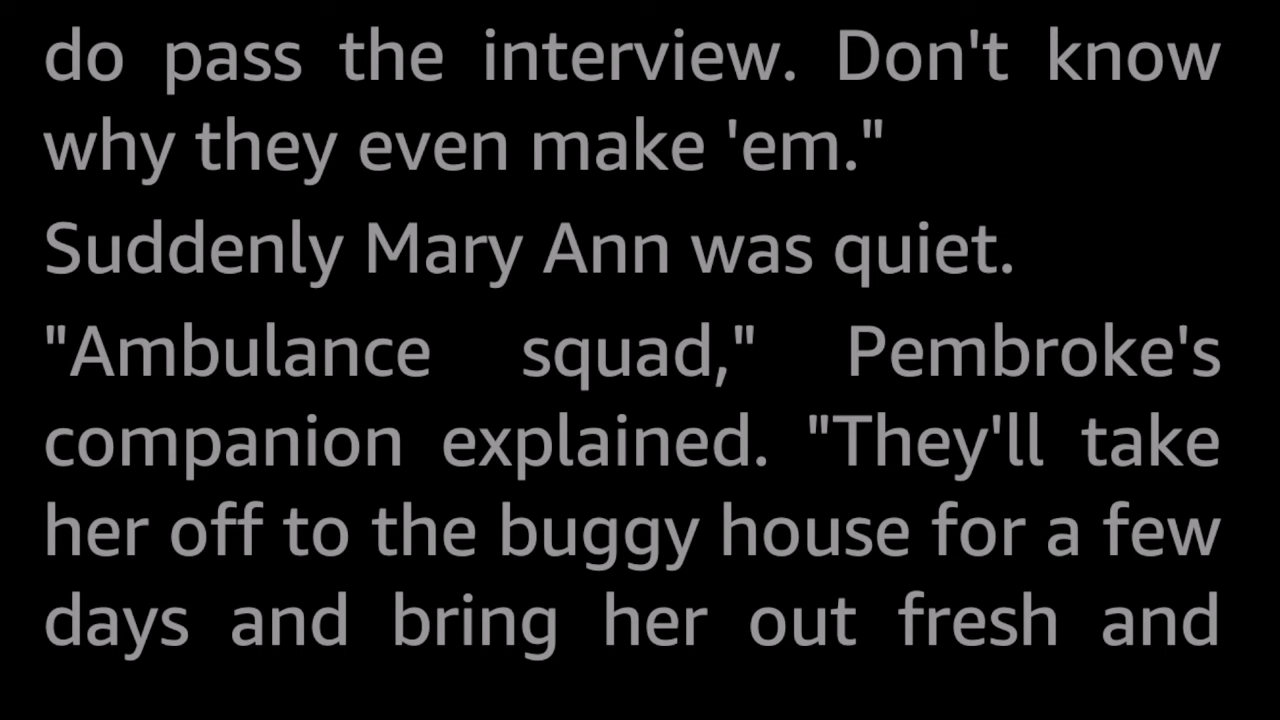 do pass the interview. Don't know
why they even make 'em."
Suddenly Mary Ann was quiet.
"Ambulance squad," Pembroke's
companion explained. "They'll take
her off to the buggy house for a few
days and bring her out fresh and